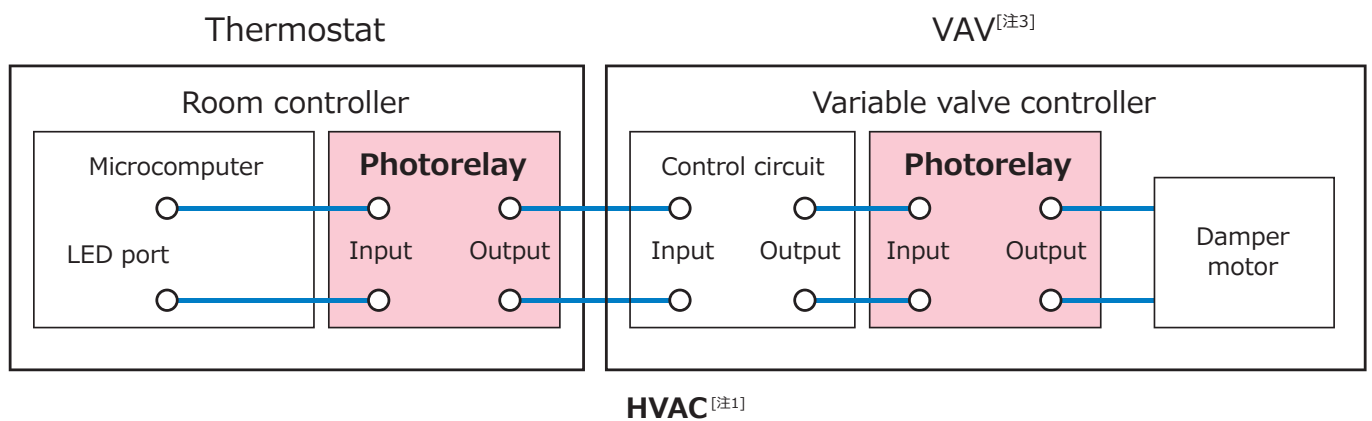 Thermostat
VAV[注3]
Room controller
Variable valve controller
Microcomputer
Photorelay
Control circuit
Photorelay
LED port
Input
Output
Input
Output
Input
Output
Damper
motor
HVAC[注1]